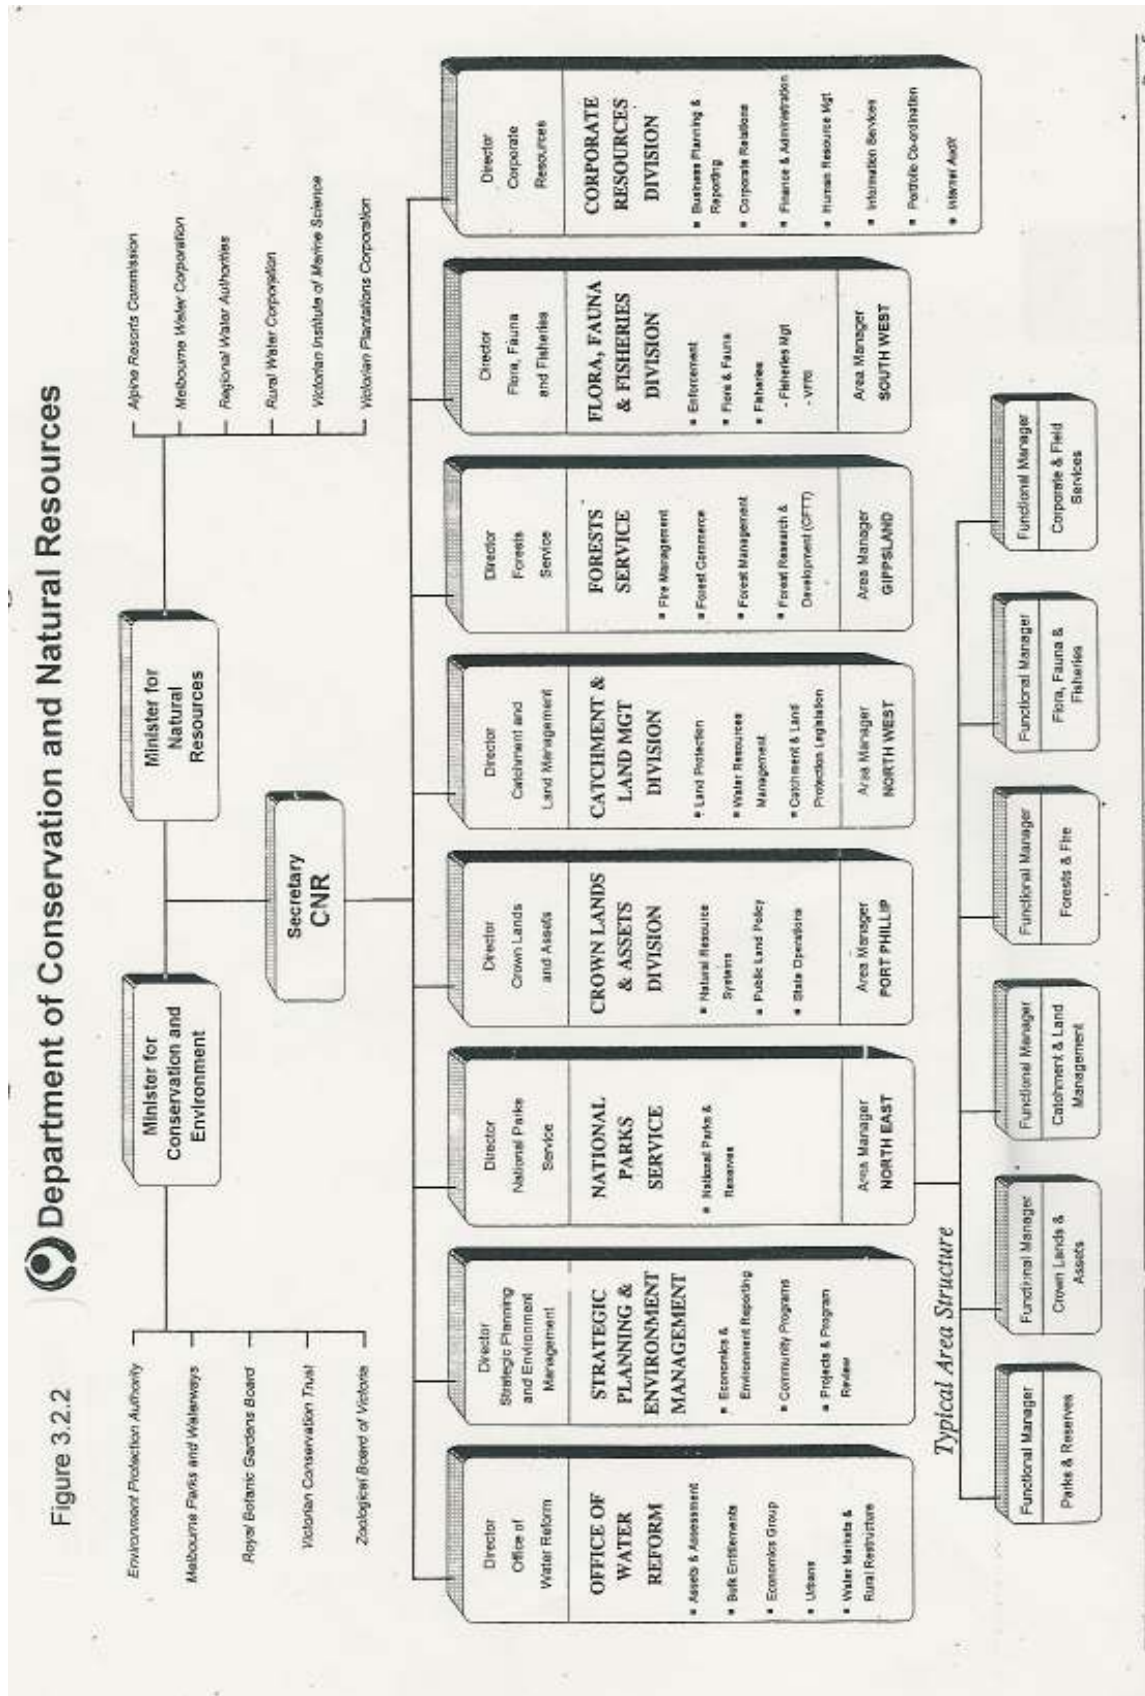 Figure 3.2.2
Department of Conservation and Natural Resources
Environment Protection Authority
Melbourne Parks and Waterways
Royal Botanic Gardens Board
Victorian Conservation Trust
Zoological Board of Victoria
Minister for
Conservation and
Environment
Minister for
Natural
Resources
Alpine Resorts Commission
Melbourne Water Corporation
Regional Water Authorities
Rural Water Corporation
Victorian Institute of Marine Science
Victorian Plantations Corporation
Secretary
CNR
Director
Office of
Water Reform
OFFICE OF
WATER
REFORM
▪ Assets & Assessment
▪ Bulk Entitlements
▪ Economics Group
▪ Urbans
▪ Water Markets &
Rural Restructure
Director
Strategic Planning
and Environment
Management
STRATEGIC
PLANNING &
ENVIRONMENT
MANAGEMENT
▪ Economics &
Environment Reporting
▪ Community Programs
▪ Projects & Program
Review
Director
National Parks
Service
NATIONAL
PARKS
SERVICE
▪ National Parks &
Reserves
Area Manager
NORTH EAST
Director
Crown Lands
and Assets
CROWN LANDS
& ASSETS
DIVISION
▪ Natural Resource
Systems
▪ Public Land Policy
▪ State Operations
Area Manager
PORT PHILLIP
Director
Catchment and
Land Management
CATCHMENT &
LAND MGT
DIVISION
▪ Land Protection
▪ Water Resources
Management
▪ Catchment & Land
Protection Legislation
Area Manager
NORTH WEST
Director
Forests
Service
FORESTS
SERVICE
▪ Fire Management
▪ Forest Commerce
▪ Forest Management
▪ Forest Research &
Development (CFTT)
Area Manager
GIPPSLAND
Director
Flora, Fauna
and Fisheries
FLORA, FAUNA
& FISHERIES
DIVISION
▪ Enforcement
▪ Flora & Fauna
▪ Fisheries
- Fisheries Mgt
- VFRI
Area Manager
SOUTH WEST
Director
Corporate
Resources
CORPORATE
RESOURCES
DIVISION
▪ Business Planning &
Reporting
▪ Corporate Relations
▪ Finance & Administration
▪ Human Resource Mgt
▪ Information Services
▪ Portfolio Co-ordination
▪ Internal Audit
Typical Area Structure
Functional Manager
Parks & Reserves
Functional Manager
Crown Lands &
Assets
Functional Manager
Catchment & Land
Management
Functional Manager
Forests & Fire
Functional Manager
Flora, Fauna &
Fisheries
Functional Manager
Corporate & Field
Services